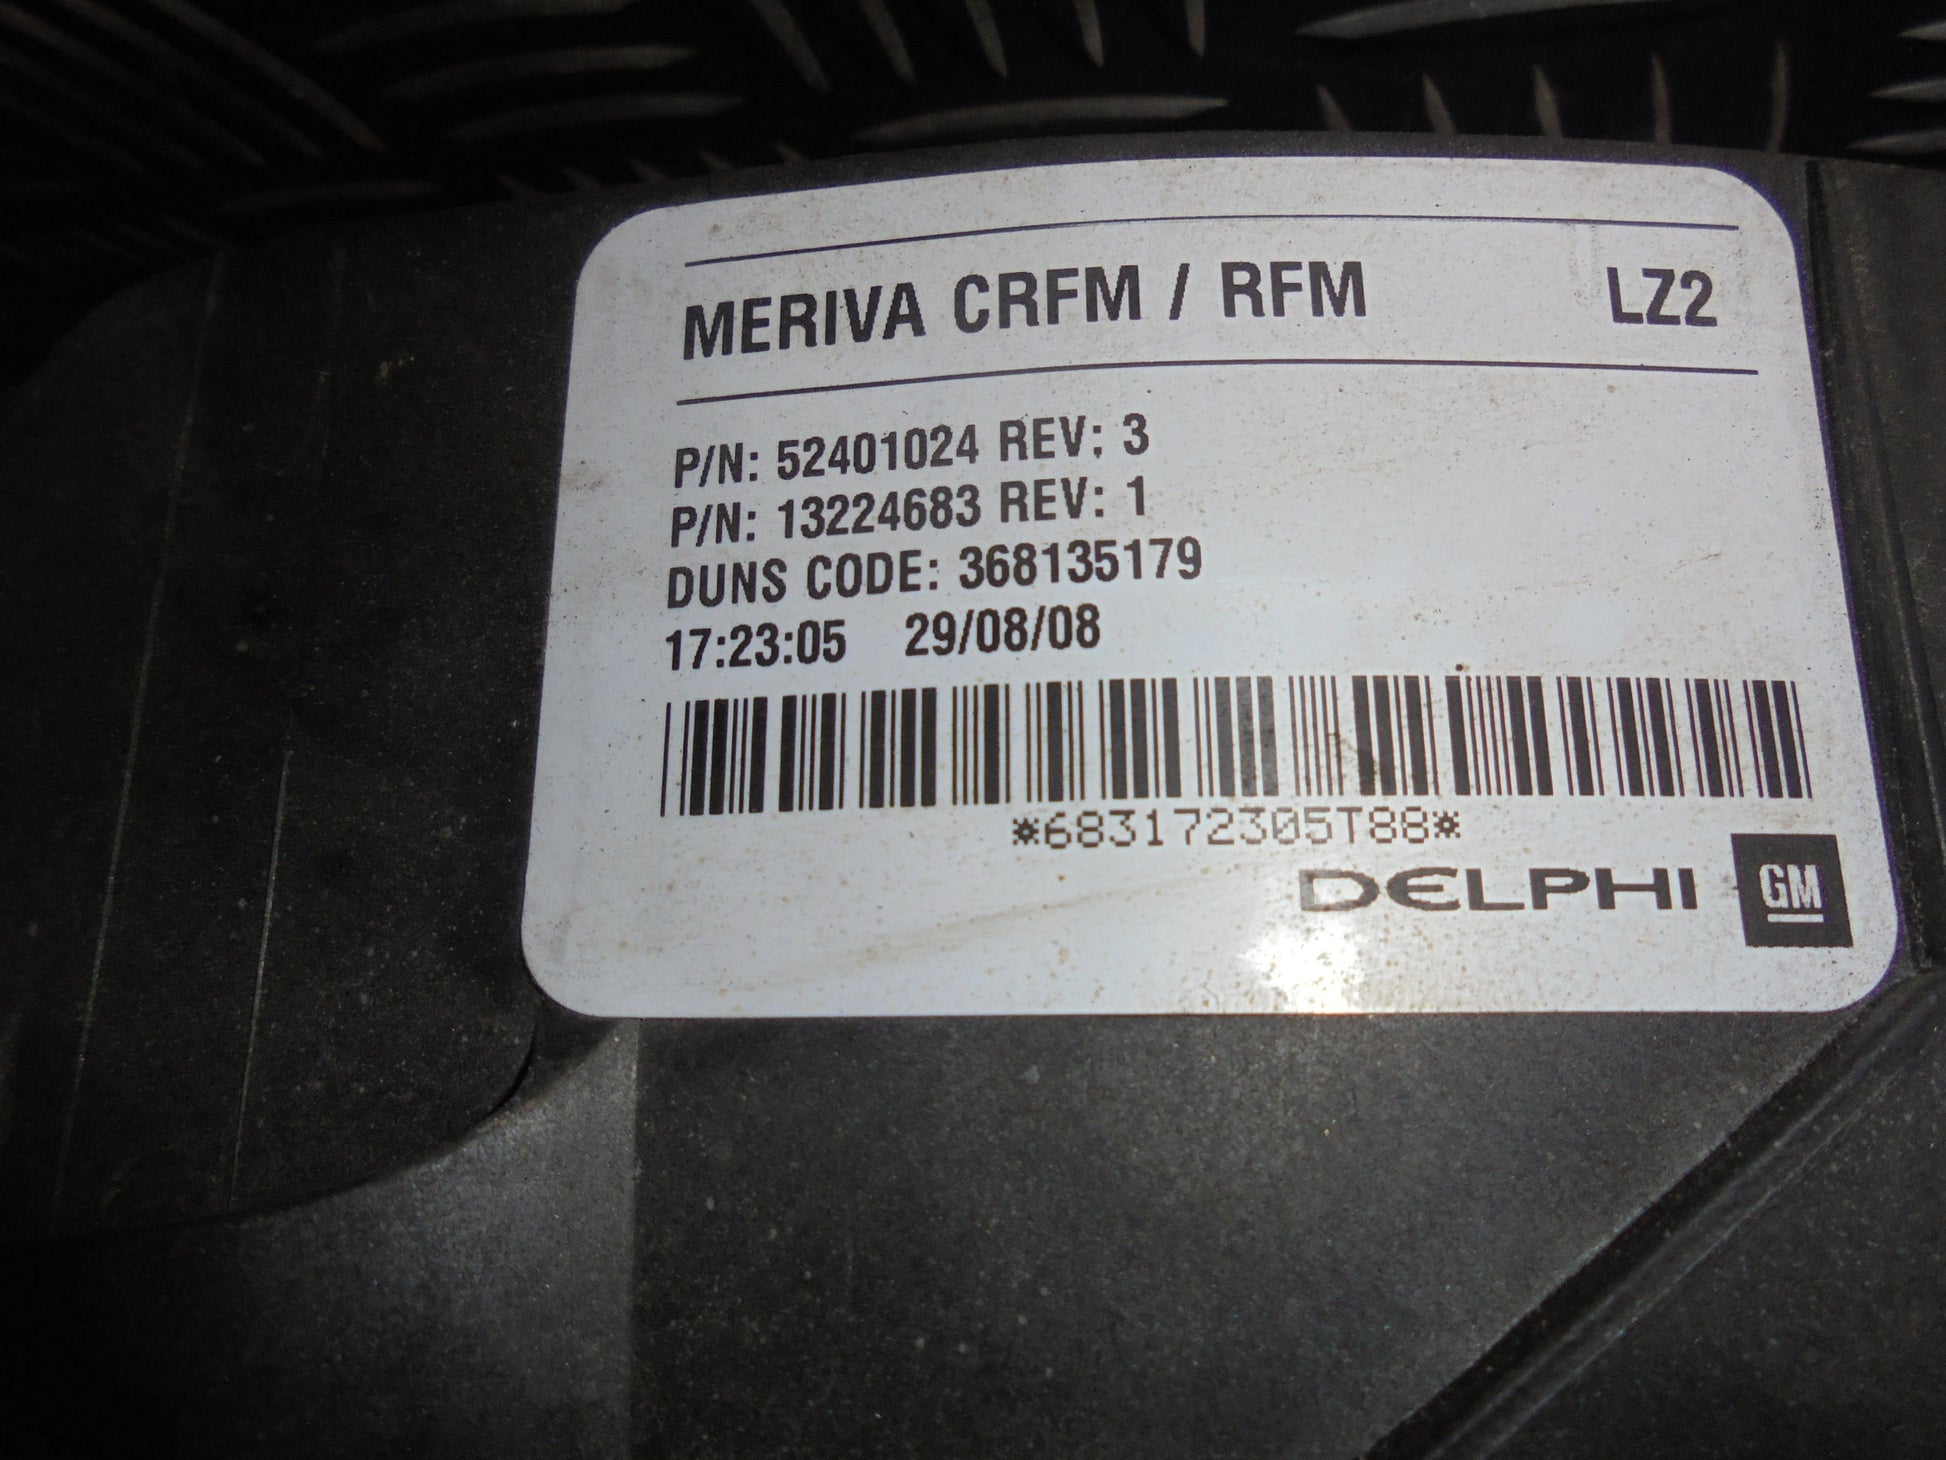 MERIVA CRFM / RFM LZ2
P/N: 52401024 REV: 3
P/N: 13224683 REV: 1
DUNS CODE: 368135179
17:23:05 29/08/08
*683172305T88*
DELPHI GM